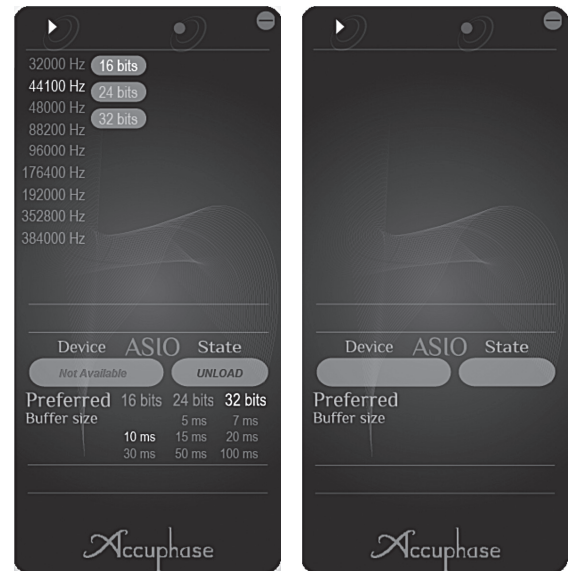 32000 Hz 16 bits
44100 Hz 24 bits
48000 Hz 32 bits
88200 Hz
96000 Hz
176400 Hz
192000 Hz
352800 Hz
384000 Hz
Device ASIO State
Not Available UNLOAD
Preferred 16 bits 24 bits 32 bits
Buffer size 5 ms 7 ms
10 ms 15 ms 20 ms
30 ms 50 ms 100 ms
Accuphase
Device ASIO State
Preferred
Buffer size
Accuphase